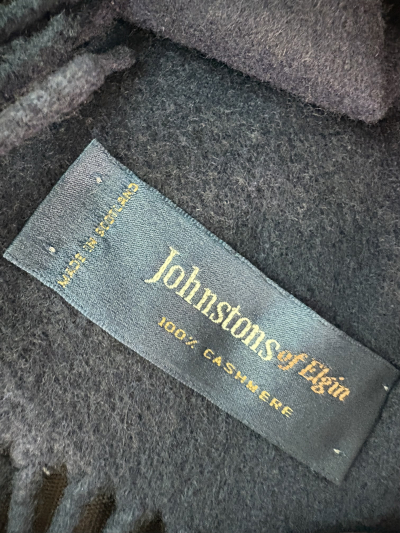 Johnstons of Elgin
100% CASHMERE
MADE IN SCOTLAND